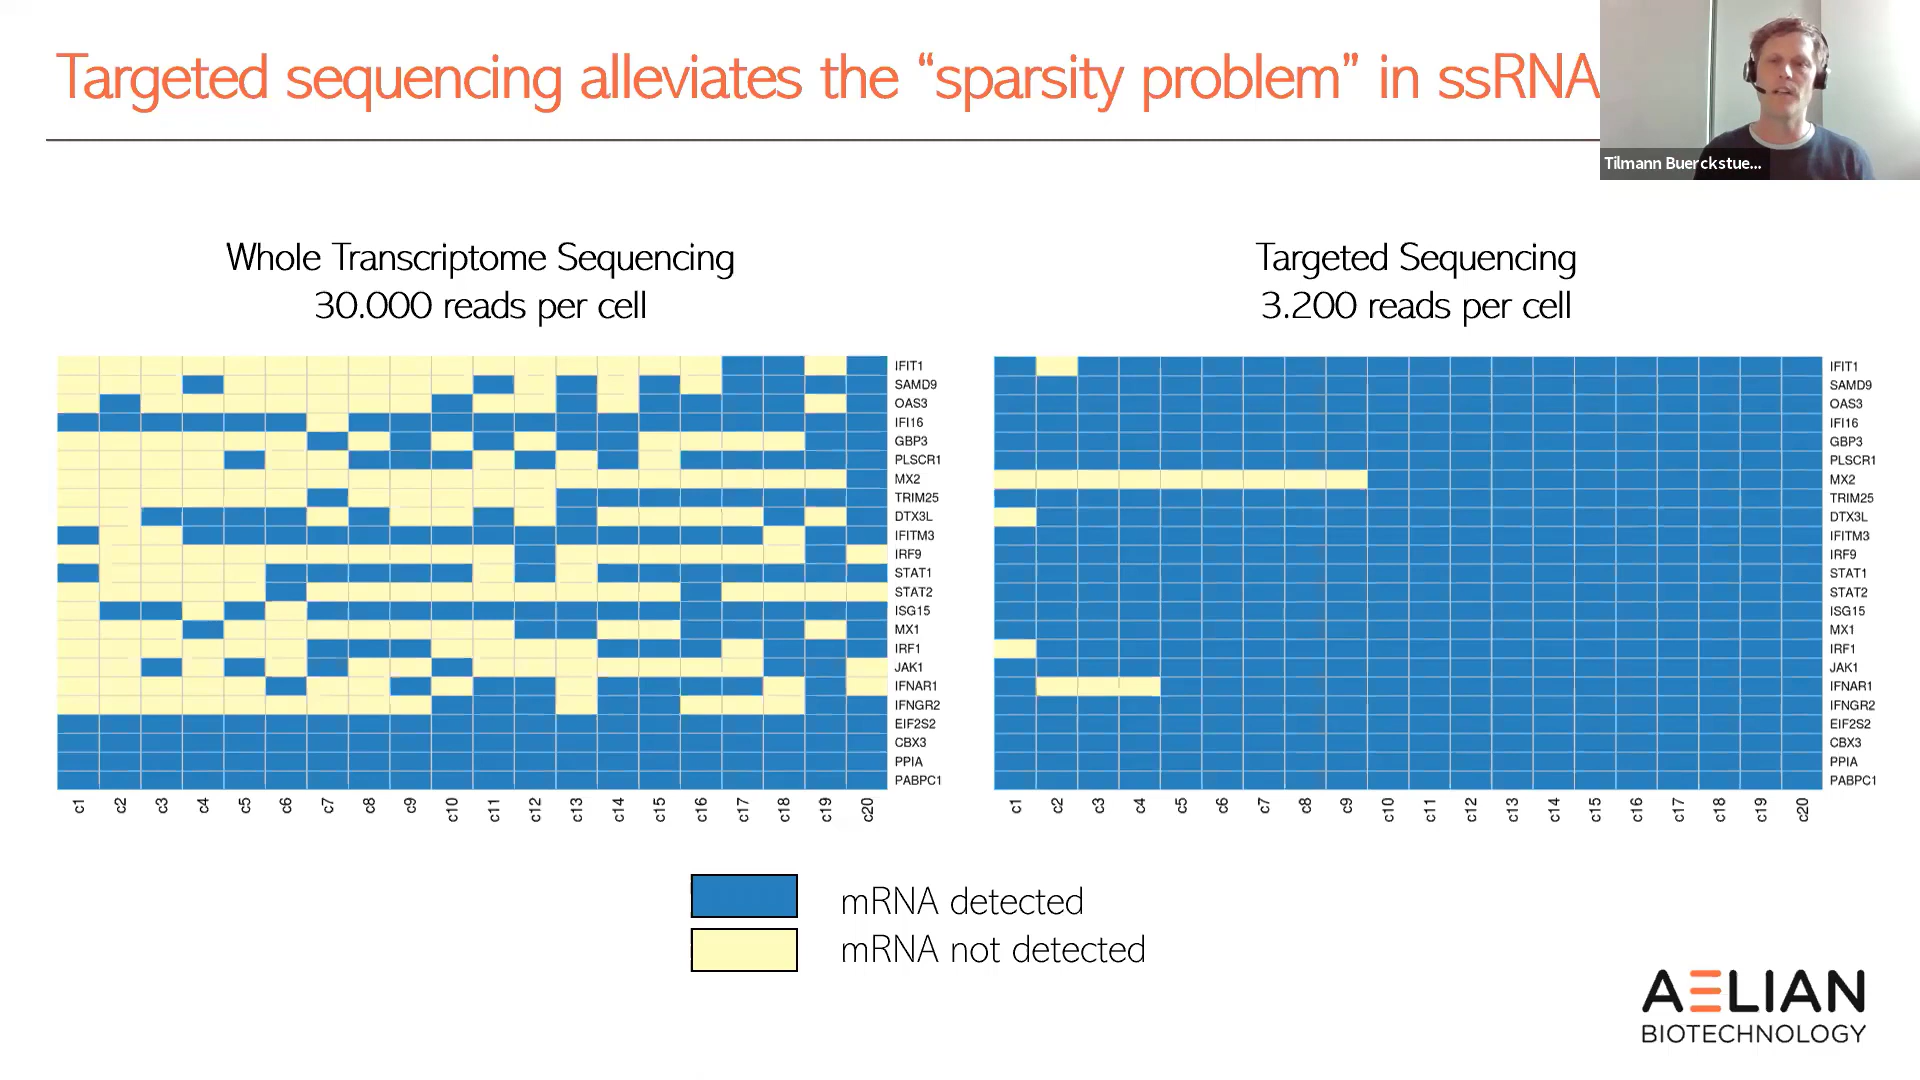 Targeted sequencing alleviates the “sparsity problem” in ssRNA
Tilmann Buerckstue...
Whole Transcriptome Sequencing
30.000 reads per cell
IFIT1
SAMD9
OAS3
IFI16
GBP3
PLSCR1
MX2
TRIM25
DTX3L
IFITM3
IRF9
STAT1
STAT2
ISG15
MX1
IRF1
JAK1
IFNAR1
IFNGR2
EIF2S2
CBX3
PPIA
PABPC1
c1 c2 c3 c4 c5 c6 c7 c8 c9 c10 c11 c12 c13 c14 c15 c16 c17 c18 c19 c20
Targeted Sequencing
3.200 reads per cell
IFIT1
SAMD9
OAS3
IFI16
GBP3
PLSCR1
MX2
TRIM25
DTX3L
IFITM3
IRF9
STAT1
STAT2
ISG15
MX1
IRF1
JAK1
IFNAR1
IFNGR2
EIF2S2
CBX3
PPIA
PABPC1
c1 c2 c3 c4 c5 c6 c7 c8 c9 c10 c11 c12 c13 c14 c15 c16 c17 c18 c19 c20
mRNA detected
mRNA not detected
AELIAN
BIOTECHNOLOGY